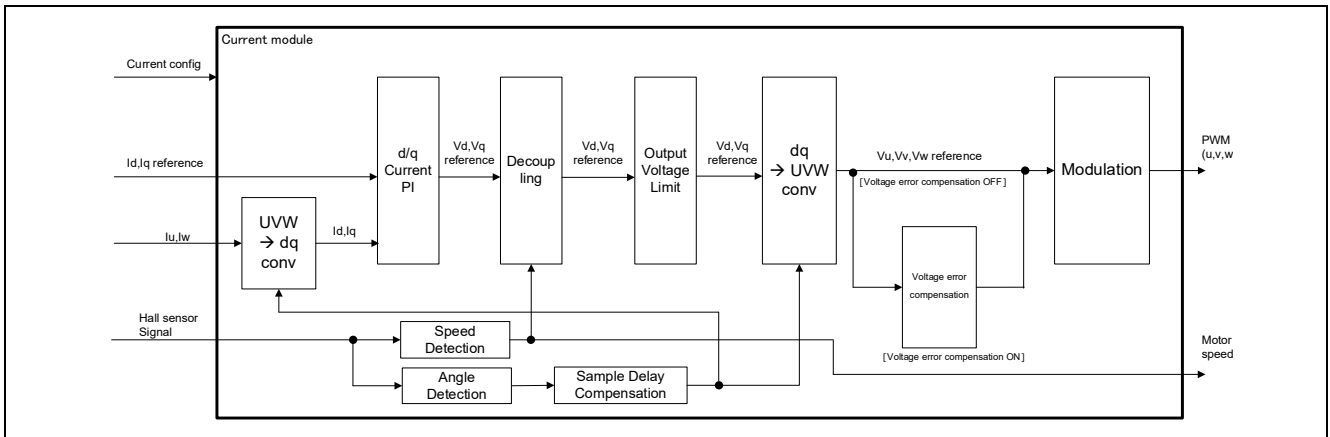 Current module
Current config
Id,Iq reference
d/q
Current
PI
Vd,Vq
reference
Decoup
ling
Vd,Vq
reference
Output
Voltage
Limit
Vd,Vq
reference
dq
→ UVW
conv
Vu,Vv,Vw reference
[Voltage error compensation OFF]
Modulation
PWM
(u,v,w
Iu,Iw
UVW
→ dq
conv
Id,Iq
Voltage error
compensation
[Voltage error compensation ON]
Hall sensor
Signal
Speed
Detection
Motor
speed
Angle
Detection
Sample Delay
Compensation